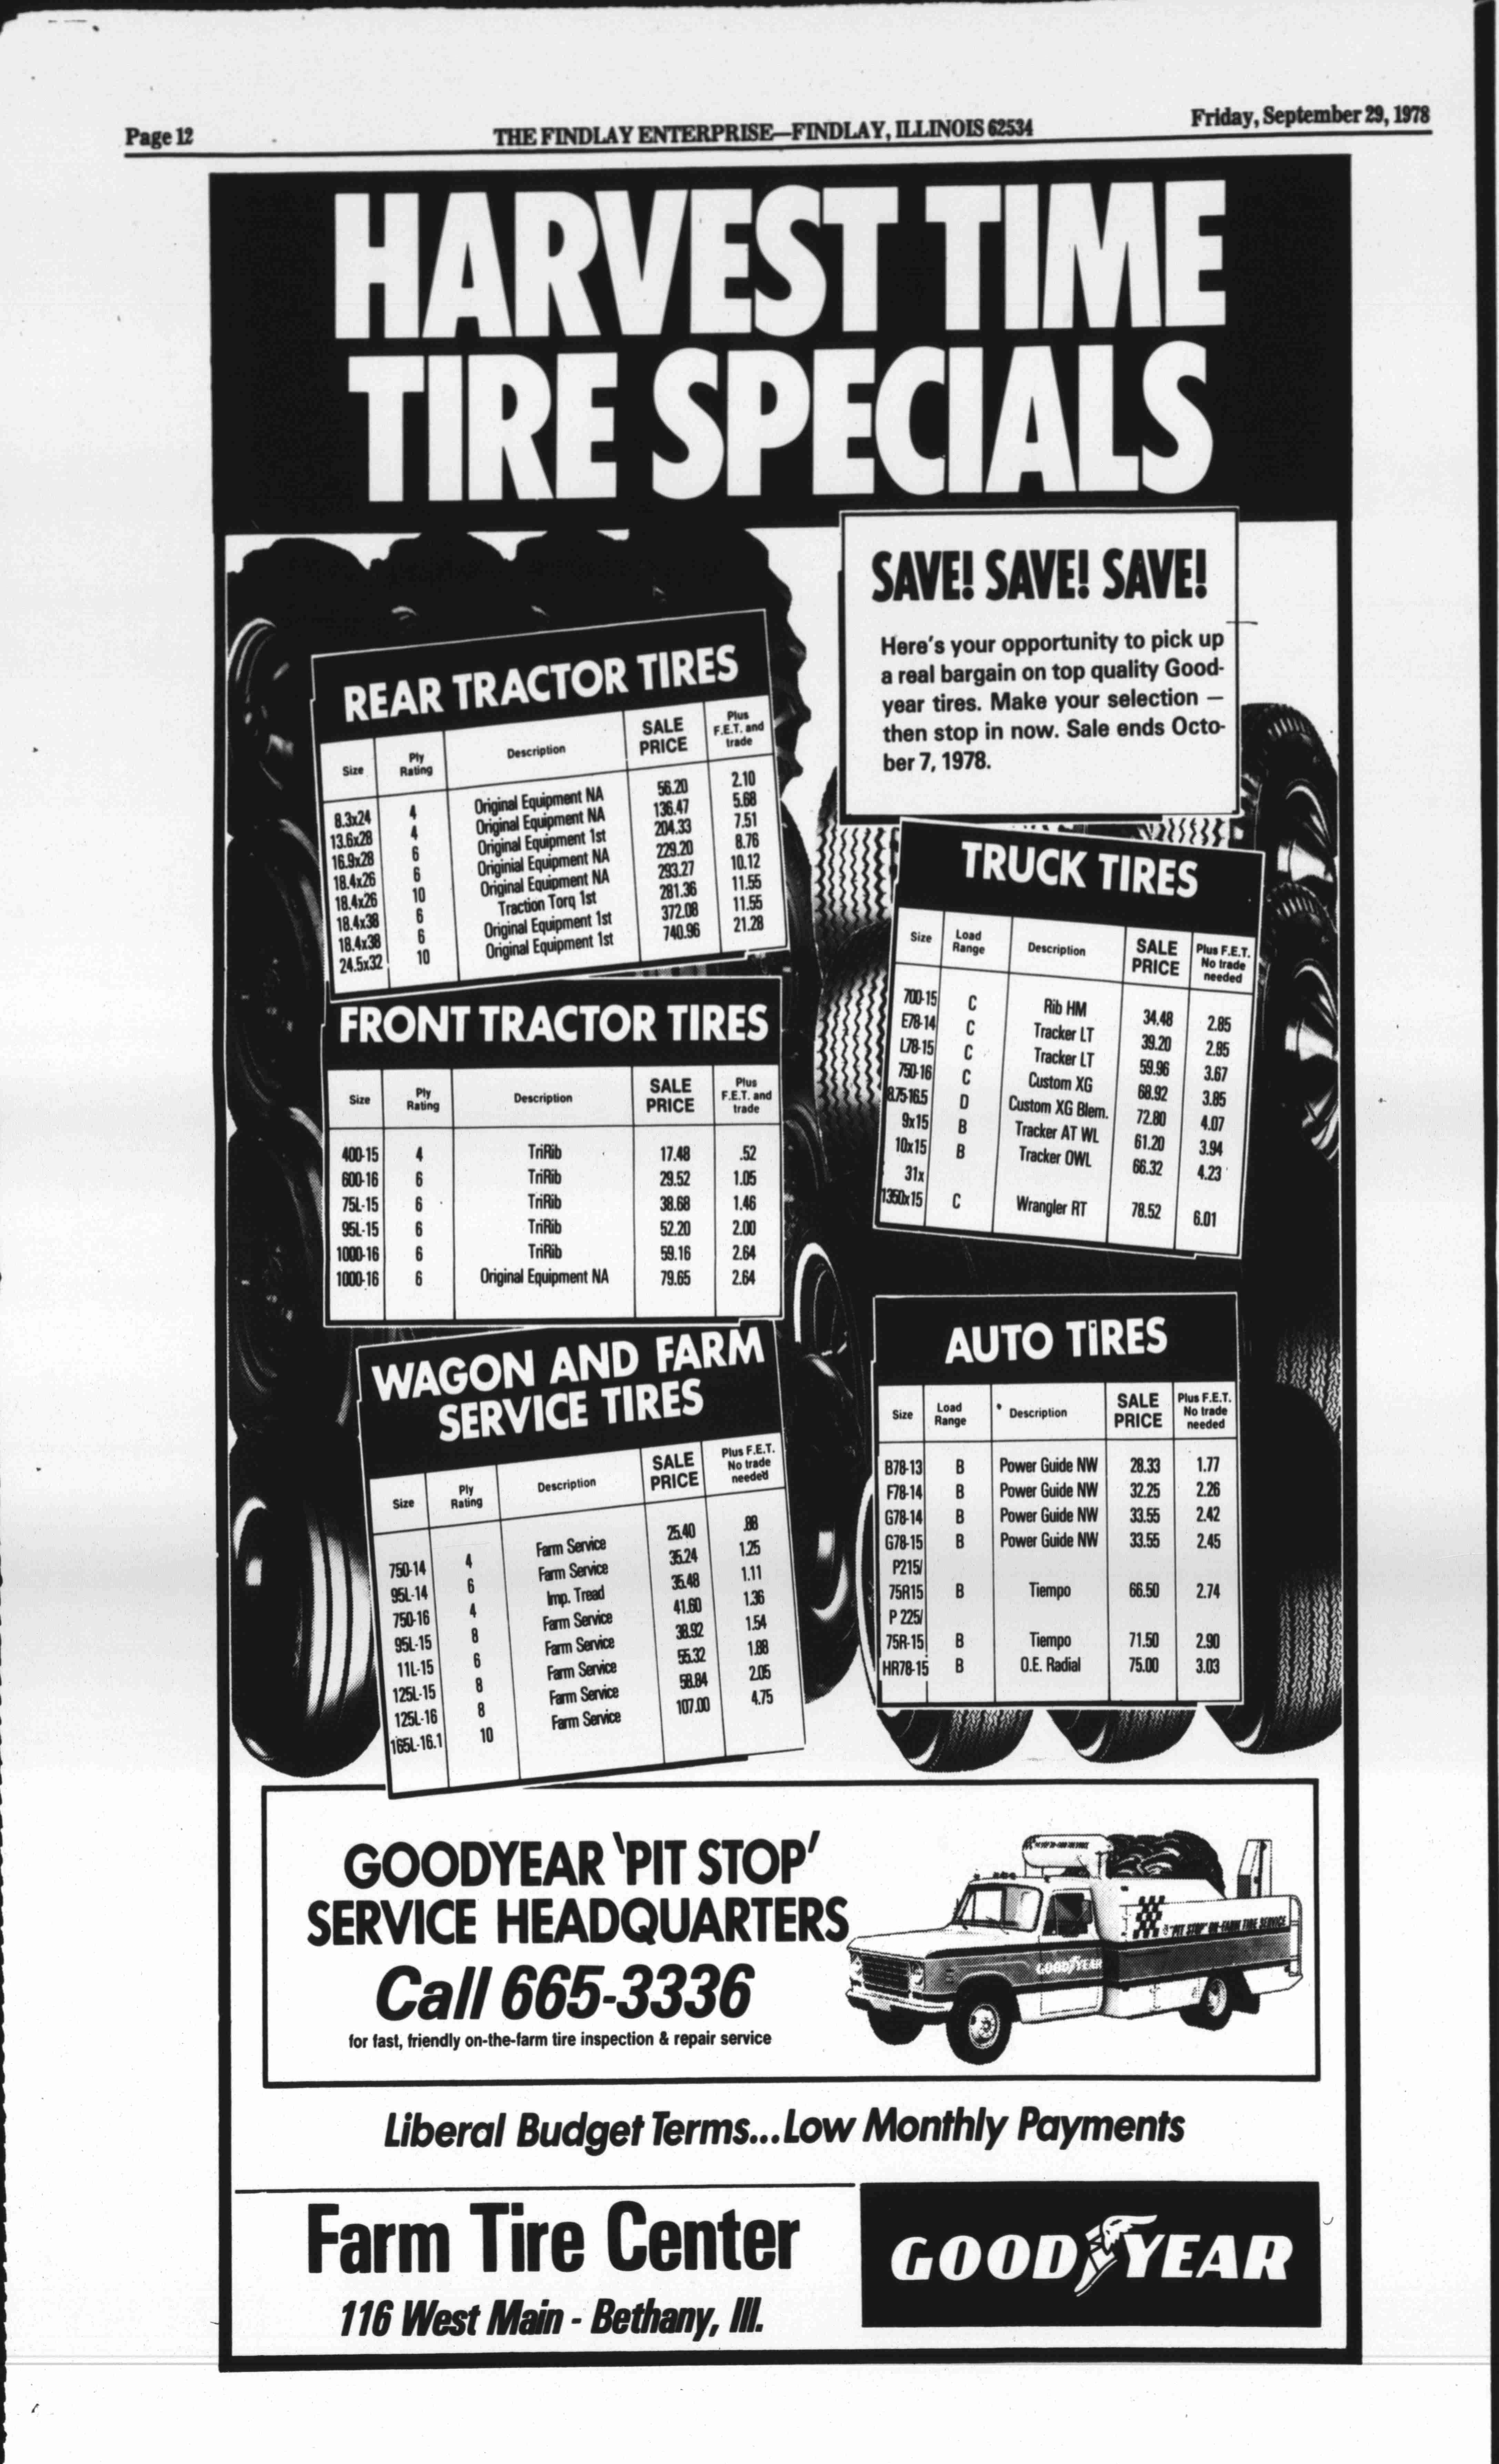 Page 12
THE FINDLAY ENTERPRISE—FINDLAY, ILLINOIS 62534
Friday, September 29, 1978
HARVEST TIME
TIRE SPECIALS
SAVE! SAVE! SAVE!
Here's your opportunity to pick up
a real bargain on top quality Good-
year tires. Make your selection —
then stop in now. Sale ends Octo-
ber 7, 1978.
REAR TRACTOR TIRES
Size Ply Rating Description SALE PRICE Plus F.E.T. and trade
8.3x24 4 Original Equipment NA 56.20 2.10
13.6x28 4 Original Equipment NA 136.47 5.68
16.9x28 6 Original Equipment 1st 204.33 7.51
18.4x26 6 Originial Equipment NA 229.20 8.76
18.4x26 10 Original Equipment NA 293.27 10.12
18.4x38 6 Traction Torq 1st 281.36 11.55
18.4x38 6 Original Equipment 1st 372.08 11.55
24.5x32 10 Original Equipment 1st 740.96 21.28
FRONT TRACTOR TIRES
Size Ply Rating Description SALE PRICE Plus F.E.T. and trade
400-15 4 TriRib 17.48 .52
600-16 6 TriRib 29.52 1.05
75L-15 6 TriRib 38.68 1.46
95L-15 6 TriRib 52.20 2.00
1000-16 6 TriRib 59.16 2.64
1000-16 6 Original Equipment NA 79.65 2.64
WAGON AND FARM
SERVICE TIRES
Size Ply Rating Description SALE PRICE Plus F.E.T. No trade needed
750-14 4 Farm Service 25.40 .88
95L-14 6 Farm Service 35.24 1.25
750-16 4 Imp. Tread 35.48 1.11
95L-15 8 Farm Service 41.60 1.36
11L-15 6 Farm Service 38.92 1.54
125L-15 8 Farm Service 55.32 1.88
125L-16 8 Farm Service 58.84 2.05
165L-16.1 10 Farm Service 107.00 4.75
TRUCK TIRES
Size Load Range Description SALE PRICE Plus F.E.T. No trade needed
700-15 C Rib HM 34.48 2.85
E78-14 C Tracker LT 39.20 2.85
L78-15 C Tracker LT 59.96 3.67
750-16 C Custom XG 68.92 3.85
8.75-16.5 D Custom XG Blem. 72.80 4.07
9x15 B Tracker AT WL 61.20 3.94
10x15 B Tracker OWL 66.32 4.23
31x
1350x15 C Wrangler RT 78.52 6.01
AUTO TIRES
Size Load Range Description SALE PRICE Plus F.E.T. No trade needed
B78-13 B Power Guide NW 28.33 1.77
F78-14 B Power Guide NW 32.25 2.26
G78-14 B Power Guide NW 33.55 2.42
G78-15 B Power Guide NW 33.55 2.45
P215/
75R15 B Tiempo 66.50 2.74
P 225/
75R-15 B Tiempo 71.50 2.90
HR78-15 B O.E. Radial 75.00 3.03
GOODYEAR 'PIT STOP'
SERVICE HEADQUARTERS
Call 665-3336
for fast, friendly on-the-farm tire inspection & repair service
"PIT STOP" ON-FARM TIRE SERVICE
GOODYEAR
Liberal Budget Terms...Low Monthly Payments
Farm Tire Center
116 West Main - Bethany, Ill.
GOODYEAR